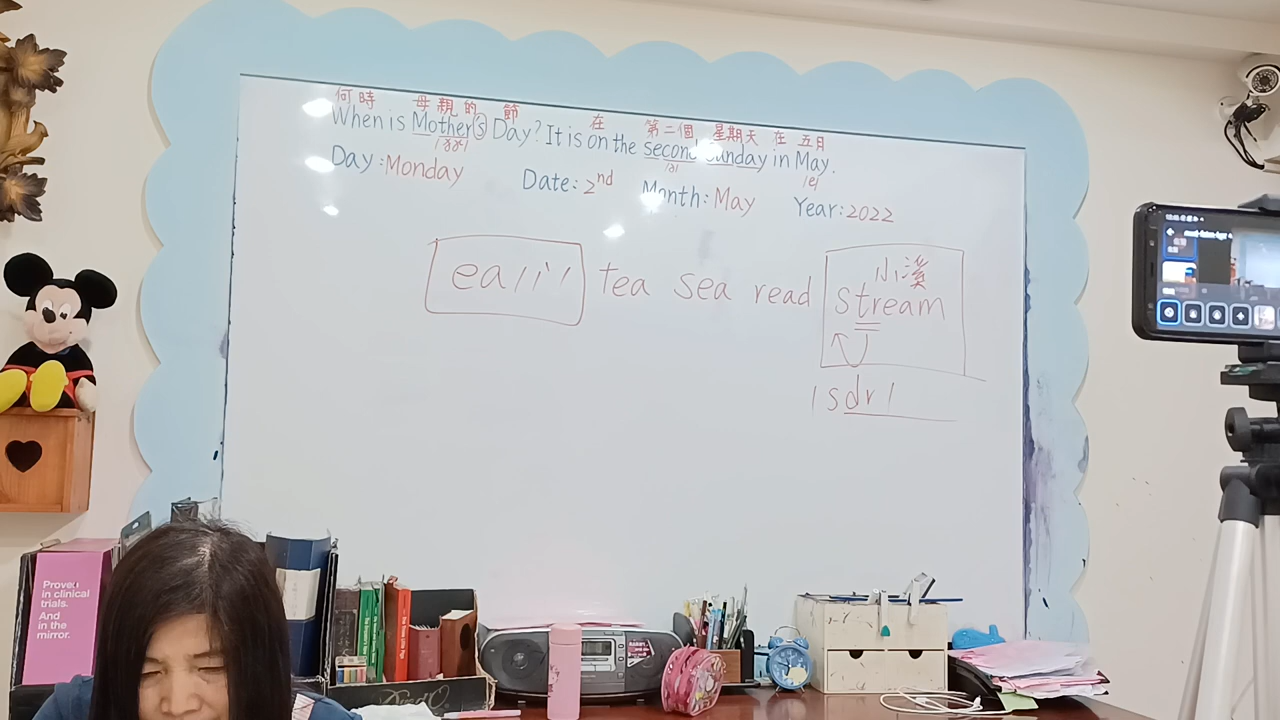 何時 母親的 節 在 第二個 星期天 在 五月
When is Mother's Day? It is on the second Sunday in May.
Day:Monday Date:2nd Month:May Year:2022
小溪
ea tea sea read stream
/sdr/
Proven
in clinical
trials.
And
in the
mirror.